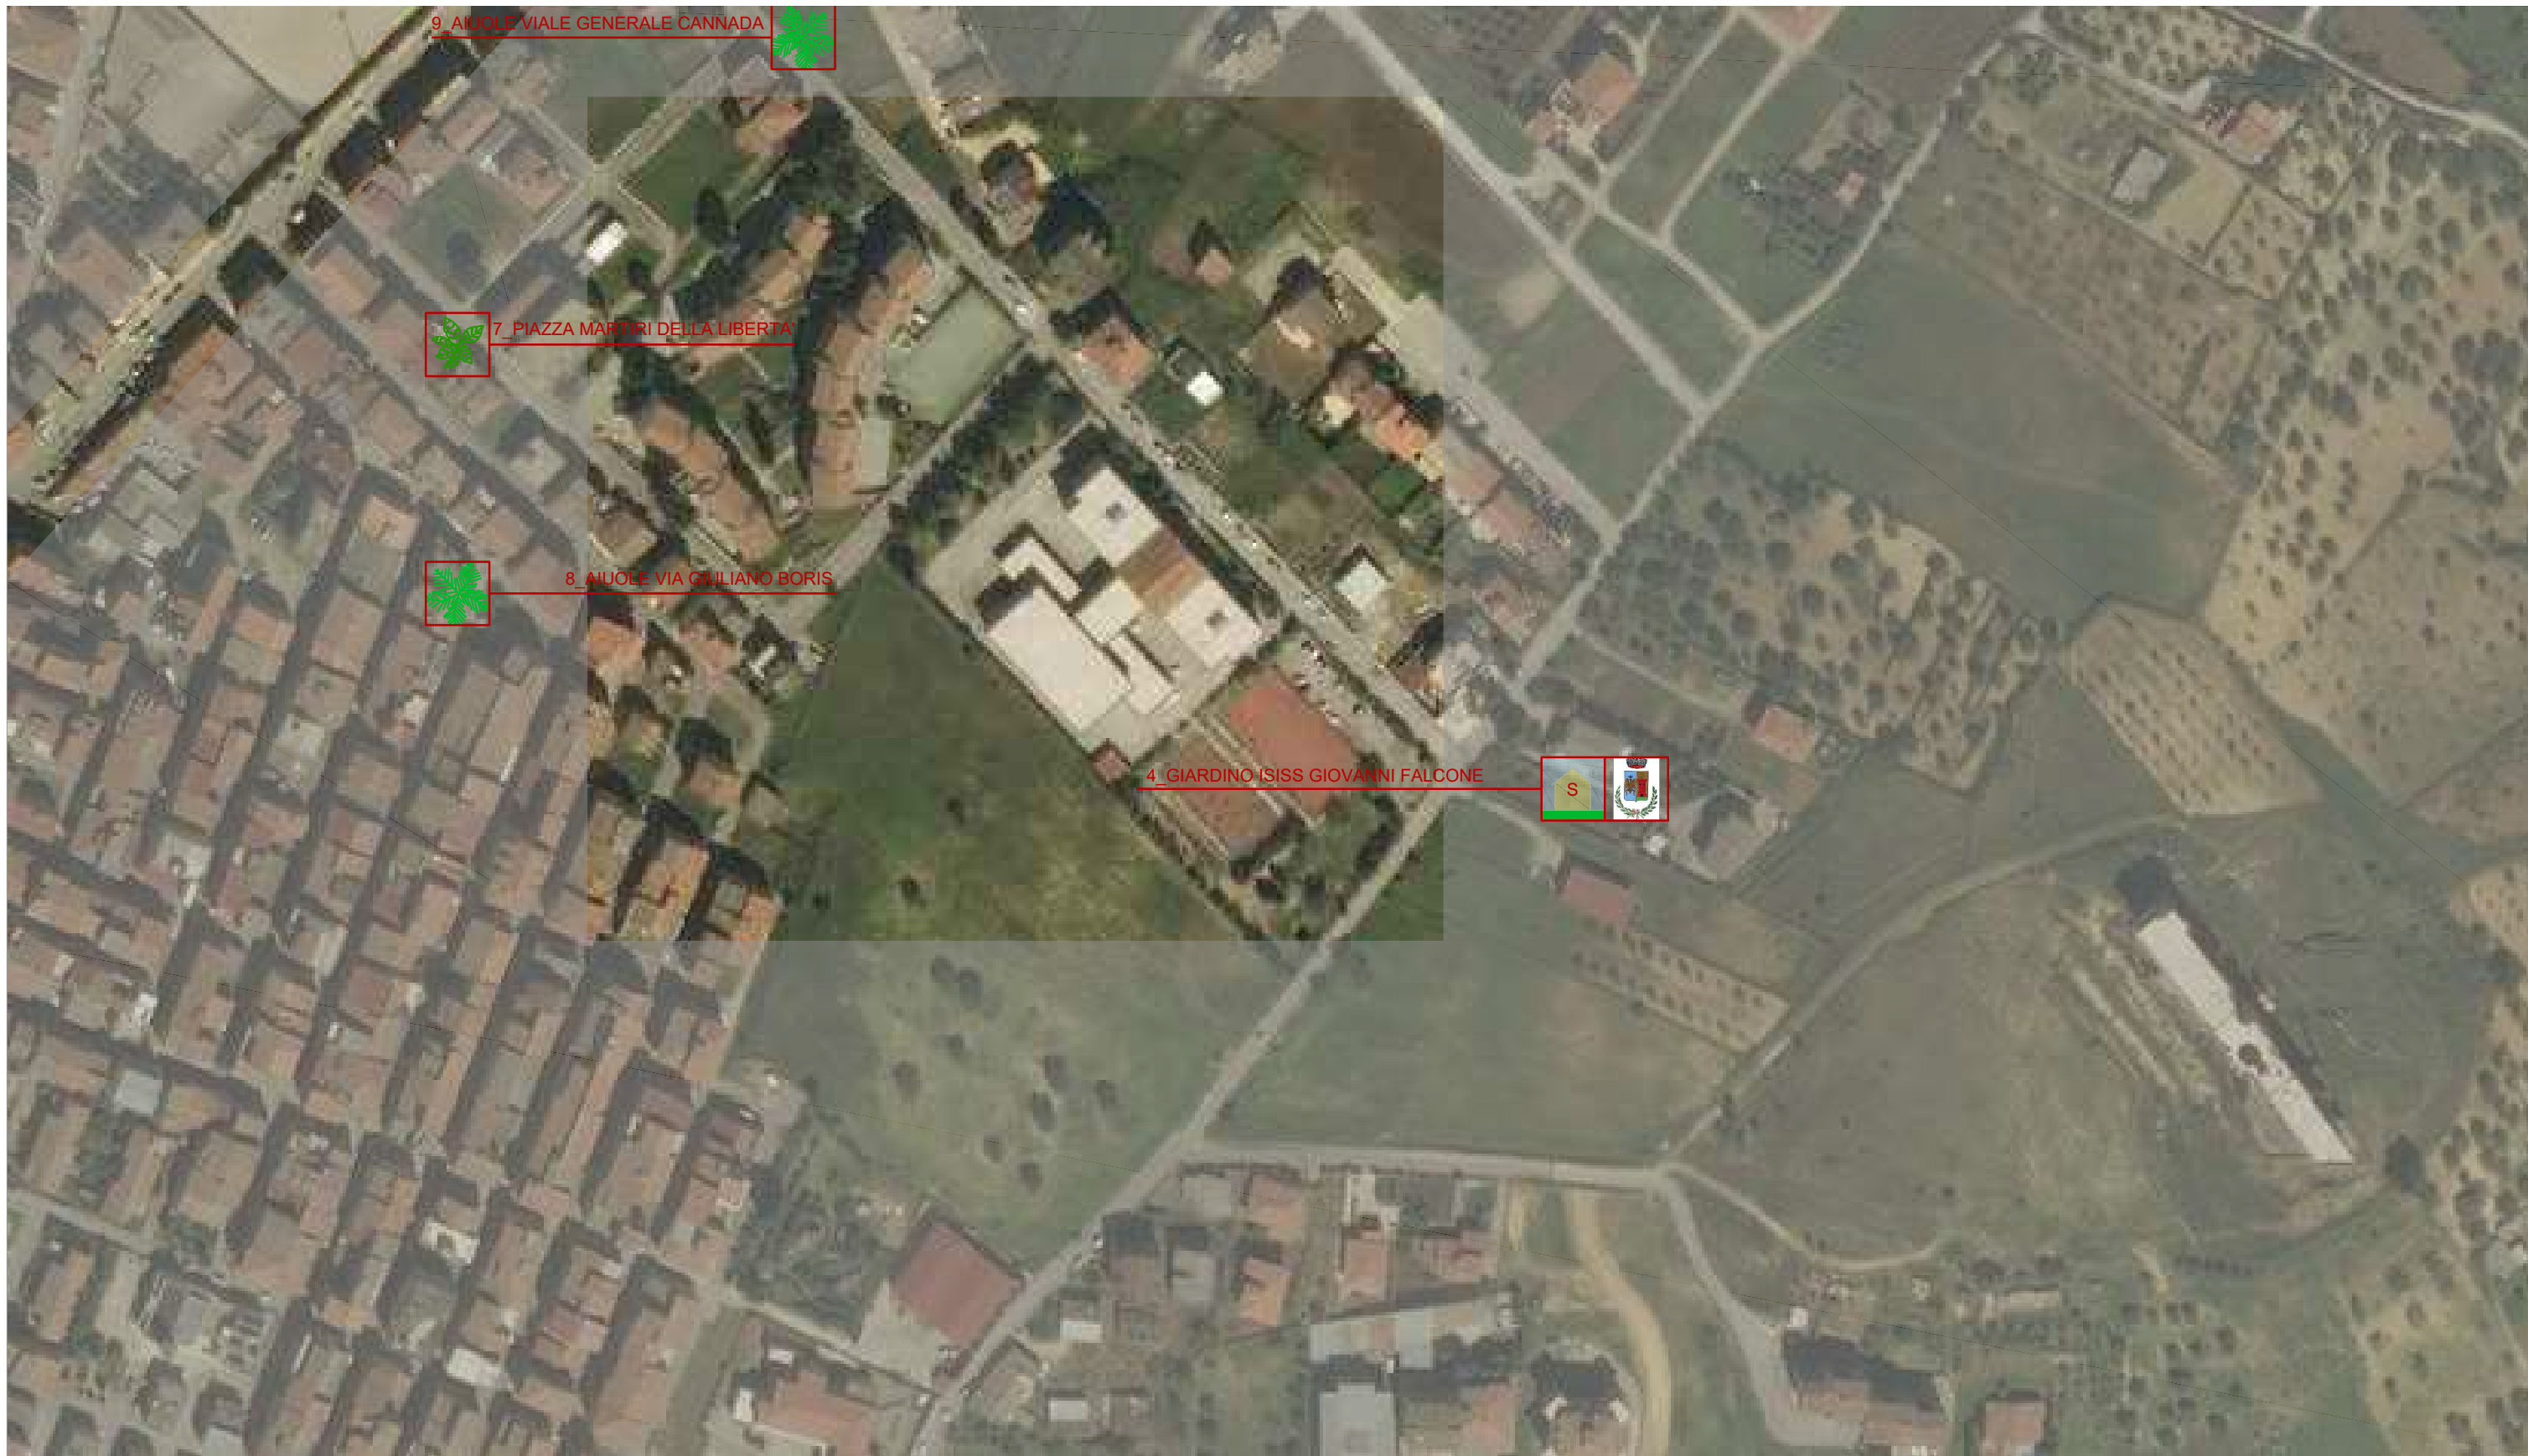 9_AIUOLE VIALE GENERALE CANNADA
7_PIAZZA MARTIRI DELLA LIBERTA'
8_AIUOLE VIA GIULIANO BORIS
4_GIARDINO ISISS GIOVANNI FALCONE
S